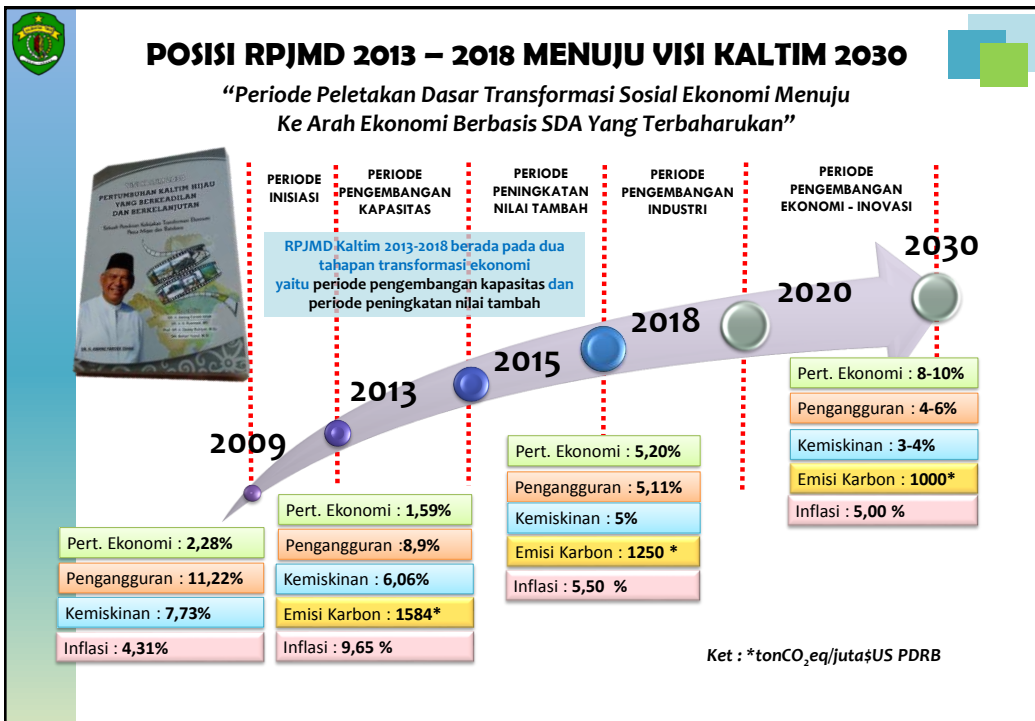 POSISI RPJMD 2013 – 2018 MENUJU VISI KALTIM 2030
“Periode Peletakan Dasar Transformasi Sosial Ekonomi Menuju
Ke Arah Ekonomi Berbasis SDA Yang Terbaharukan”
PERTUMBUHAN KALTIM HIJAU
YANG BERKEADILAN
DAN BERKELANJUTAN
PERIODE
INISIASI
PERIODE
PENGEMBANGAN
KAPASITAS
PERIODE
PENINGKATAN
NILAI TAMBAH
PERIODE
PENGEMBANGAN
INDUSTRI
PERIODE
PENGEMBANGAN
EKONOMI - INOVASI
RPJMD Kaltim 2013-2018 berada pada dua
tahapan transformasi ekonomi
yaitu periode pengembangan kapasitas dan
periode peningkatan nilai tambah
2009
2013
2015
2018
2020
2030
Pert. Ekonomi : 2,28%
Pengangguran : 11,22%
Kemiskinan : 7,73%
Inflasi : 4,31%
Pert. Ekonomi : 1,59%
Pengangguran :8,9%
Kemiskinan : 6,06%
Emisi Karbon : 1584*
Inflasi : 9,65 %
Pert. Ekonomi : 5,20%
Pengangguran : 5,11%
Kemiskinan : 5%
Emisi Karbon : 1250 *
Inflasi : 5,50 %
Pert. Ekonomi : 8-10%
Pengangguran : 4-6%
Kemiskinan : 3-4%
Emisi Karbon : 1000*
Inflasi : 5,00 %
Ket : *tonCO₂eq/juta$US PDRB